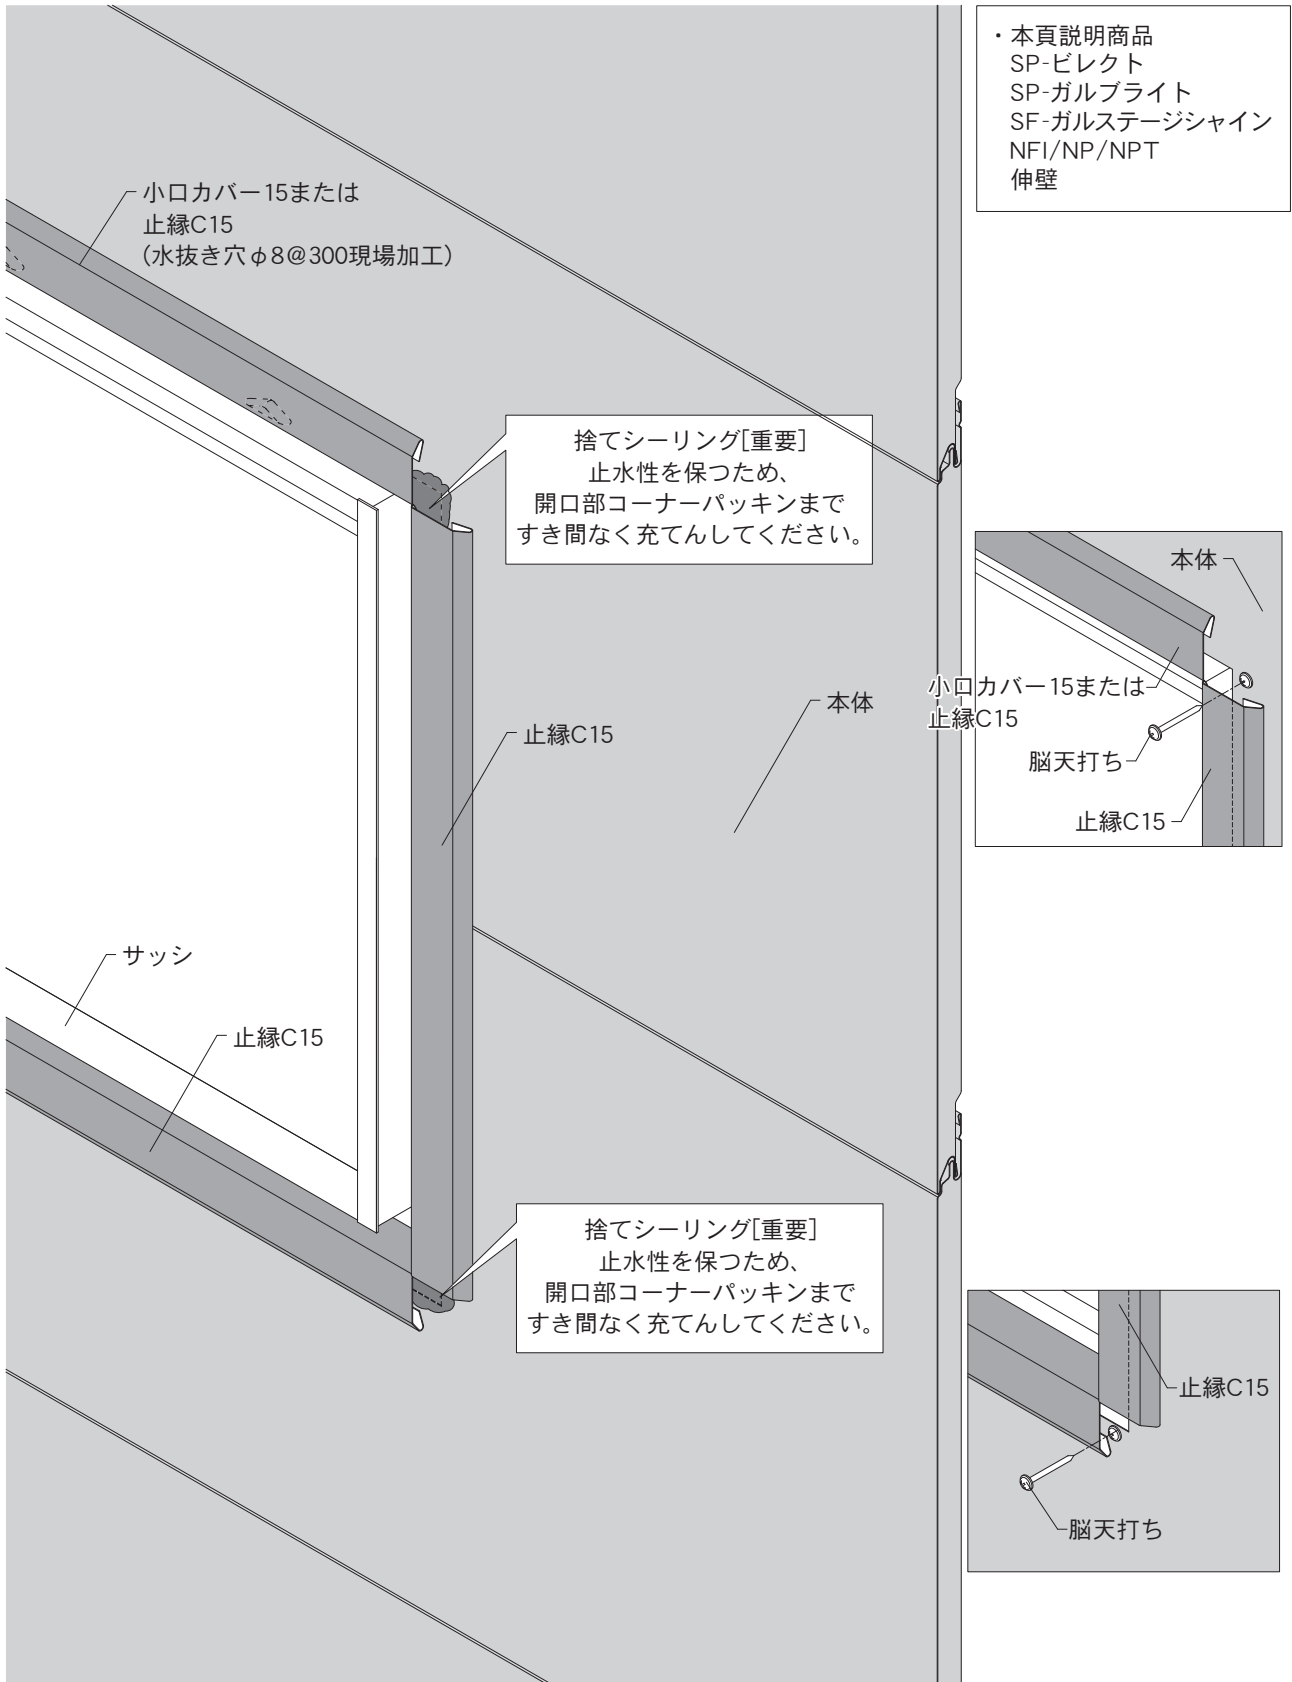 ・本頁説明商品
SP-ビレクト
SP-ガルブライト
SF-ガルステージシャイン
NFI/NP/NPT
伸壁
小口カバー15または
止縁C15
(水抜き穴φ8@300現場加工)
捨てシーリング[重要]
止水性を保つため、
開口部コーナーパッキンまで
すき間なく充てんしてください。
本体
小口カバー15または
止縁C15
脳天打ち
止縁C15
本体
止縁C15
サッシ
止縁C15
捨てシーリング[重要]
止水性を保つため、
開口部コーナーパッキンまで
すき間なく充てんしてください。
止縁C15
脳天打ち